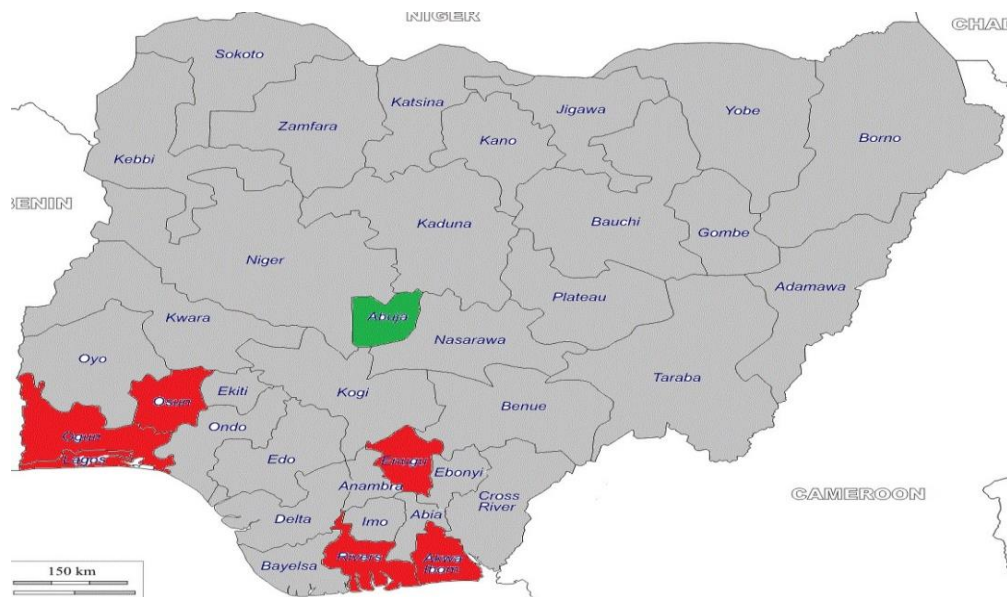 NIGER
CHAD
Sokoto
Katsina
Jigawa
Yobe
Zamfara
Kano
Borno
Kebbi
BENIN
Kaduna
Bauchi
Gombe
Niger
Adamawa
Plateau
Abuja
Kwara
Nasarawa
Oyo
Taraba
Ekiti
Kogi
Osun
Benue
Ondo
Ogun
Edo
Enugu
Lagos
Ebonyi
Anambra
Cross
River
CAMEROON
Delta
Imo
Abia
Rivers
Akwa
Ibom
Bayelsa
150 km